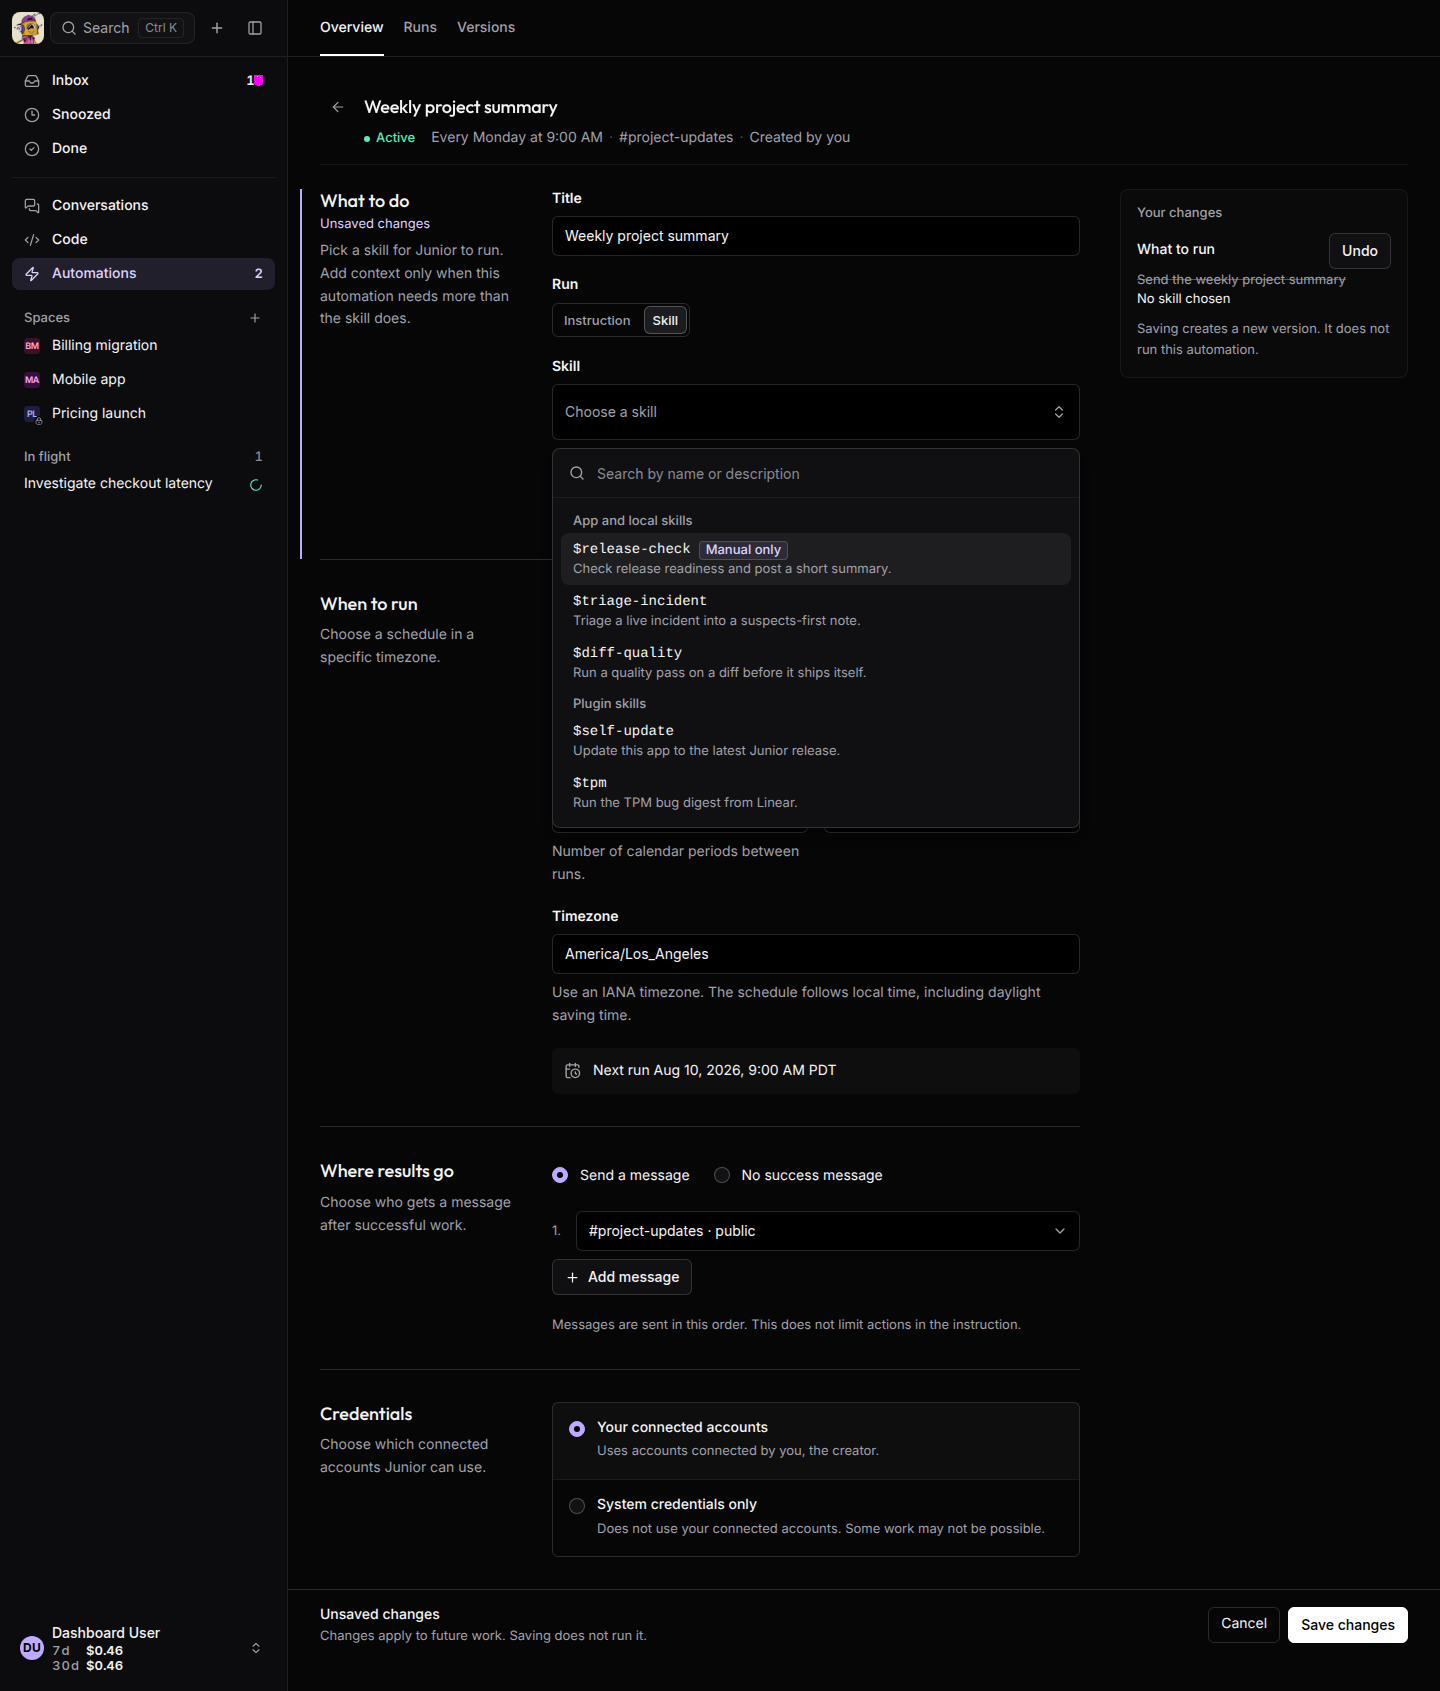 Search Ctrl K
Inbox
Snoozed
Done
Conversations
Code
Automations 2
Spaces
BM Billing migration
MA Mobile app
PL Pricing launch
In flight 1
Investigate checkout latency
DU Dashboard User
7d $0.46
30d $0.46
Overview Runs Versions
Weekly project summary
Active Every Monday at 9:00 AM · #project-updates · Created by you
What to do
Unsaved changes
Pick a skill for Junior to run.
Add context only when this
automation needs more than
the skill does.
Title
Weekly project summary
Run
Instruction Skill
Skill
Choose a skill
Search by name or description
App and local skills
$release-check Manual only
Check release readiness and post a short summary.
$triage-incident
Triage a live incident into a suspects-first note.
$diff-quality
Run a quality pass on a diff before it ships itself.
Plugin skills
$self-update
Update this app to the latest Junior release.
$tpm
Run the TPM bug digest from Linear.
Your changes
What to run Undo
Send the weekly project summary
No skill chosen
Saving creates a new version. It does not
run this automation.
When to run
Choose a schedule in a
specific timezone.
Number of calendar periods between
runs.
Timezone
America/Los_Angeles
Use an IANA timezone. The schedule follows local time, including daylight
saving time.
Next run Aug 10, 2026, 9:00 AM PDT
Where results go
Choose who gets a message
after successful work.
Send a message No success message
1. #project-updates · public
Add message
Messages are sent in this order. This does not limit actions in the instruction.
Credentials
Choose which connected
accounts Junior can use.
Your connected accounts
Uses accounts connected by you, the creator.
System credentials only
Does not use your connected accounts. Some work may not be possible.
Unsaved changes
Changes apply to future work. Saving does not run it.
Cancel Save changes